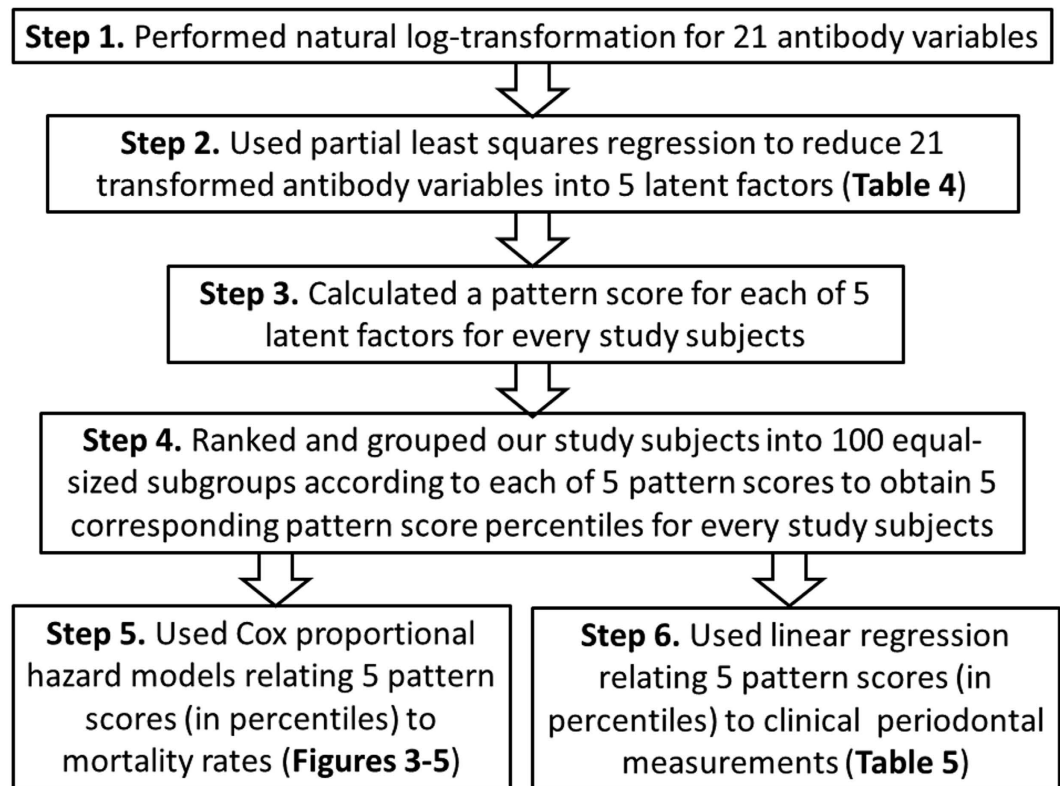 Step 1. Performed natural log-transformation for 21 antibody variables
Step 2. Used partial least squares regression to reduce 21
transformed antibody variables into 5 latent factors (Table 4)
Step 3. Calculated a pattern score for each of 5
latent factors for every study subjects
Step 4. Ranked and grouped our study subjects into 100 equal-
sized subgroups according to each of 5 pattern scores to obtain 5
corresponding pattern score percentiles for every study subjects
Step 5. Used Cox proportional
hazard models relating 5 pattern
scores (in percentiles) to
mortality rates (Figures 3-5)
Step 6. Used linear regression
relating 5 pattern scores (in
percentiles) to clinical periodontal
measurements (Table 5)